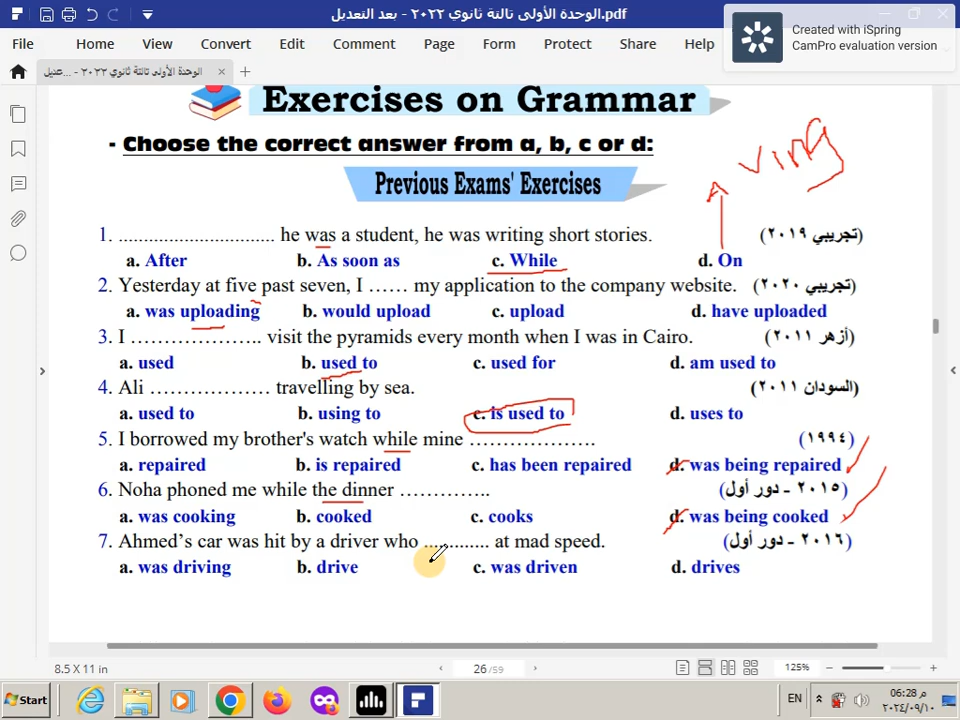 الوحدة الأولى تالتة ثانوي ٢٠٢٢ - بعد التعديل.pdf
Created with iSpring
CamPro evaluation version
File Home View Convert Edit Comment Page Form Protect Share Help
الوحدة الأولى تالتة ثانوي ٢٠٢٢ - ...عديل
Exercises on Grammar
- Choose the correct answer from a, b, c or d:
Previous Exams' Exercises
A ving
1. ............................... he was a student, he was writing short stories. (تجريبي ٢٠١٩)
a. After b. As soon as c. While d. On
2. Yesterday at five past seven, I …… my application to the company website. (تجريبي ٢٠٢٠)
a. was uploading b. would upload c. upload d. have uploaded
3. I ……………….. visit the pyramids every month when I was in Cairo. (أزهر ٢٠١١)
a. used b. used to c. used for d. am used to
4. Ali ……………… travelling by sea. (السودان ٢٠١١)
a. used to b. using to c. is used to d. uses to
5. I borrowed my brother's watch while mine ………………. (١٩٩٤)
a. repaired b. is repaired c. has been repaired d. was being repaired
6. Noha phoned me while the dinner ………….. (٢٠١٥ - دور أول)
a. was cooking b. cooked c. cooks d. was being cooked
7. Ahmed’s car was hit by a driver who ............. at mad speed. (٢٠١٦ - دور أول)
a. was driving b. drive c. was driven d. drives
8.5 X 11 in 26/59 125%
Start EN 06:28 م
٢٠٢٤/٠٩/١٠